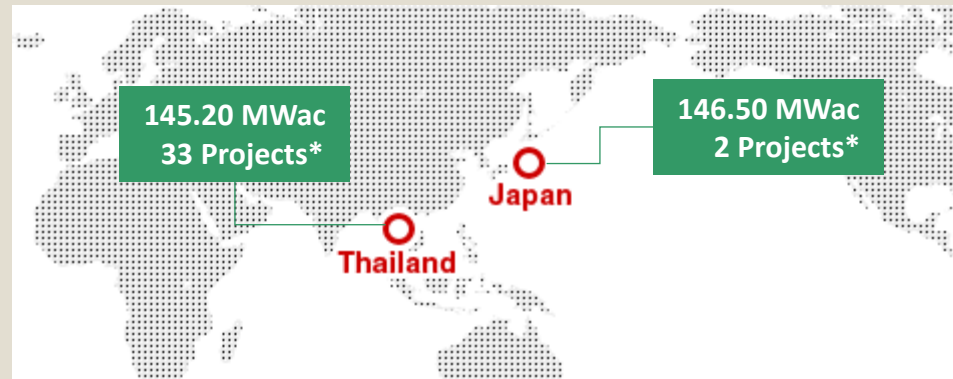 145.20 MWac
33 Projects*
146.50 MWac
2 Projects*
Japan
Thailand